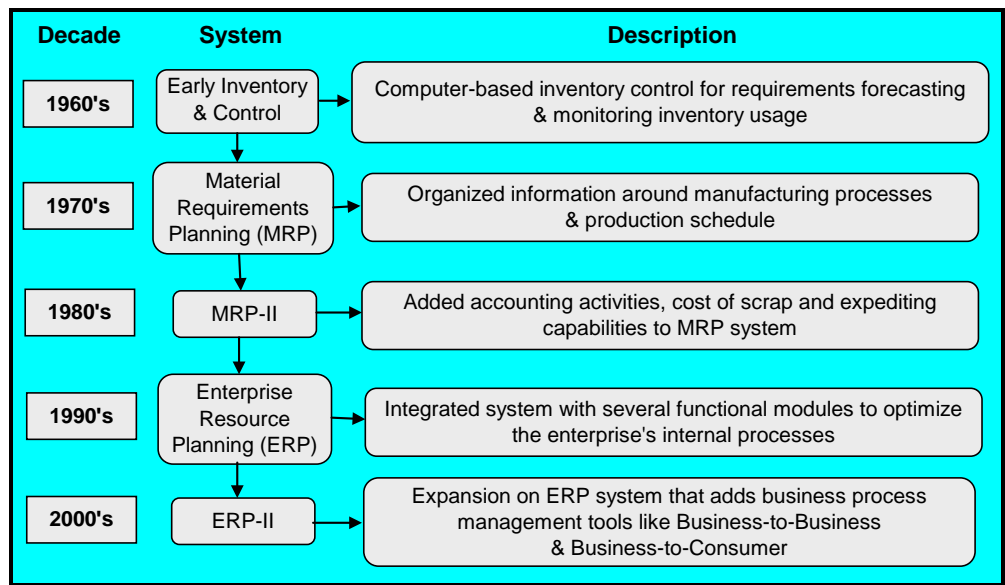 Decade System Description
1960's
Early Inventory
& Control
Computer-based inventory control for requirements forecasting
& monitoring inventory usage
1970's
Material
Requirements
Planning (MRP)
Organized information around manufacturing processes
& production schedule
1980's
MRP-II
Added accounting activities, cost of scrap and expediting
capabilities to MRP system
1990's
Enterprise
Resource
Planning (ERP)
Integrated system with several functional modules to optimize
the enterprise's internal processes
2000's
ERP-II
Expansion on ERP system that adds business process
management tools like Business-to-Business
& Business-to-Consumer